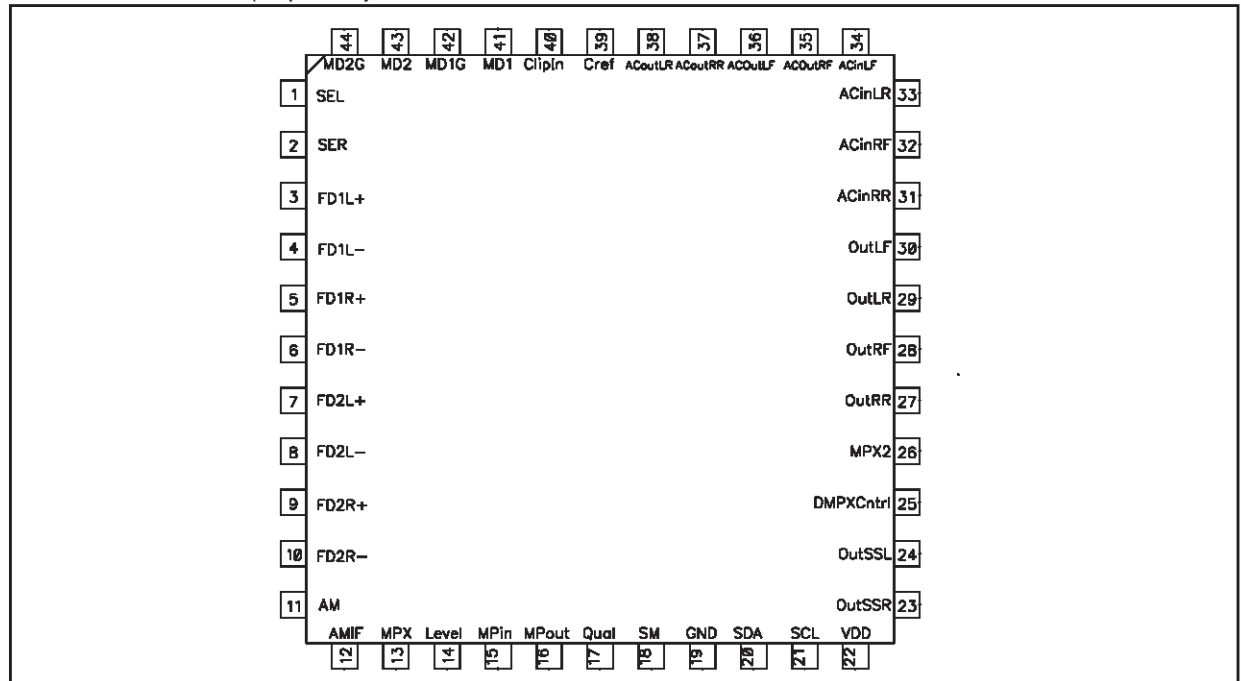 44 43 42 41 40 39 38 37 36 35 34
MD2G MD2 MD1G MD1 ClipIn Cref ACoutLR ACoutRR ACOutLF ACOutRF ACinLF
1 SEL ACinLR 33
2 SER ACinRF 32
3 FD1L+ ACinRR 31
4 FD1L− OutLF 30
5 FD1R+ OutLR 29
6 FD1R− OutRF 28
7 FD2L+ OutRR 27
8 FD2L− MPX2 26
9 FD2R+ DMPXCntrl 25
10 FD2R− OutSSL 24
11 AM OutSSR 23
AMIF MPX Level MPin MPout Qual SM GND SDA SCL VDD
12 13 14 15 16 17 18 19 20 21 22